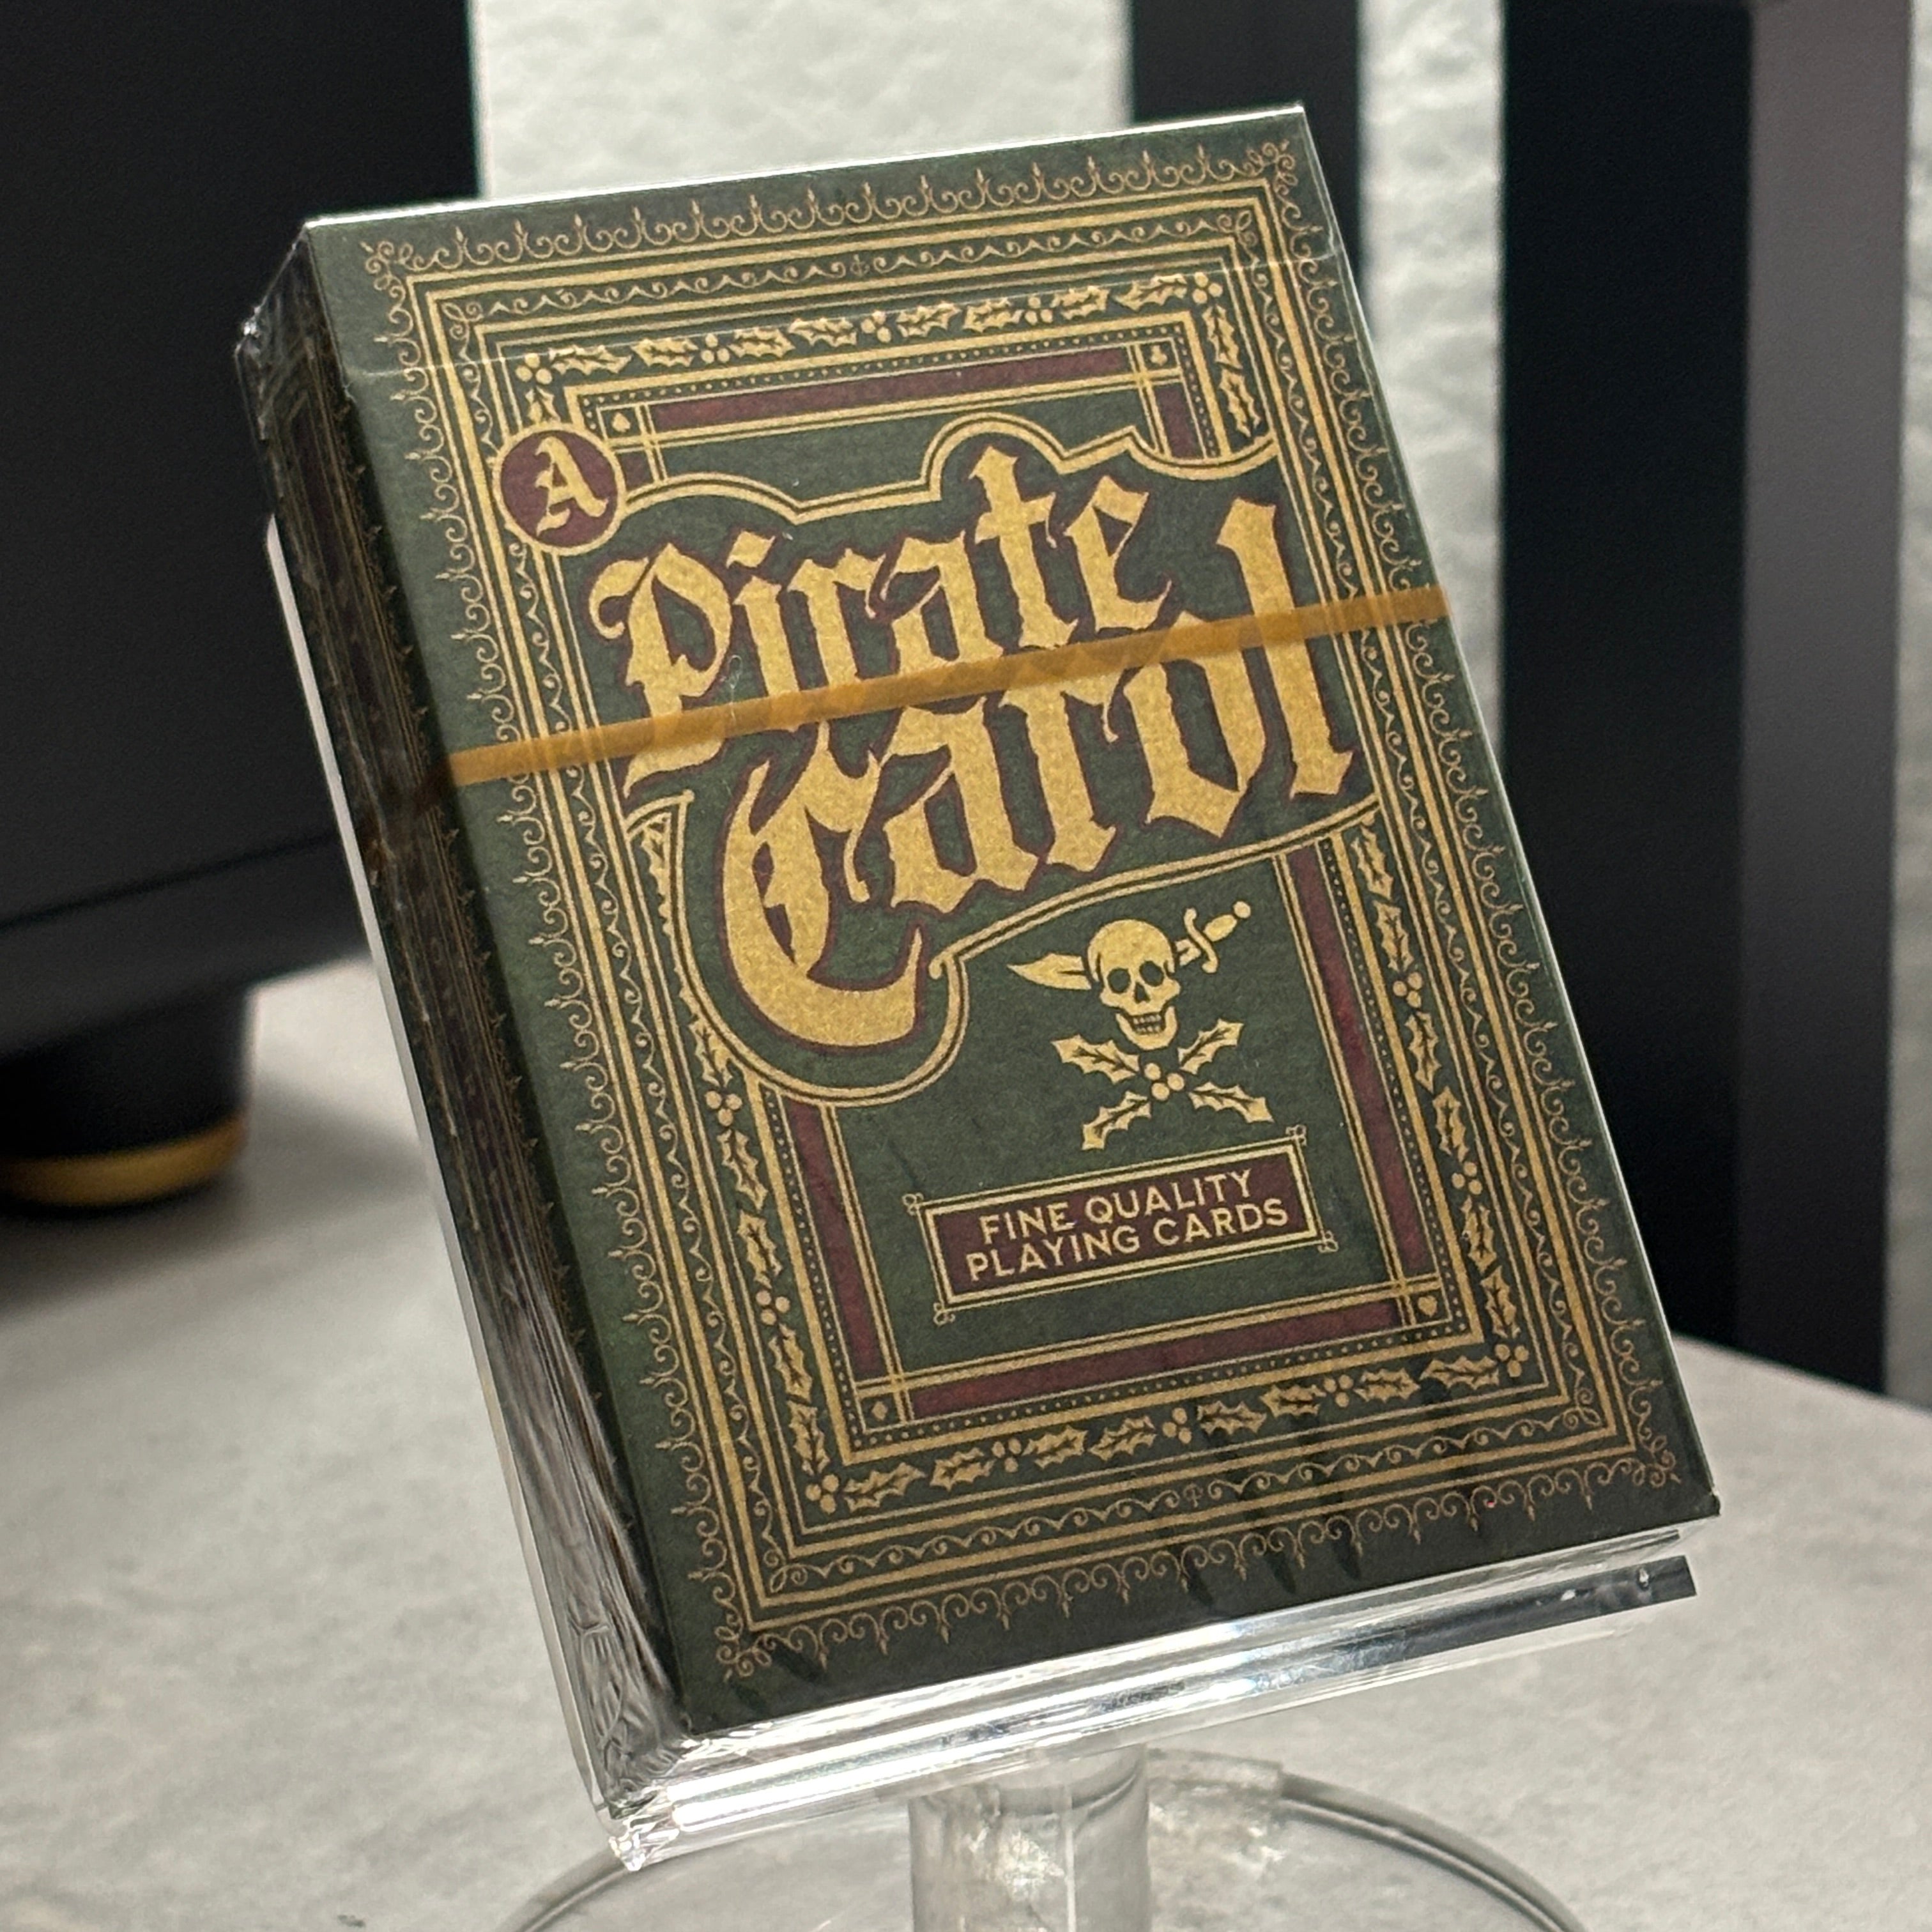 A
Pirate
Carol
FINE QUALITY
PLAYING CARDS